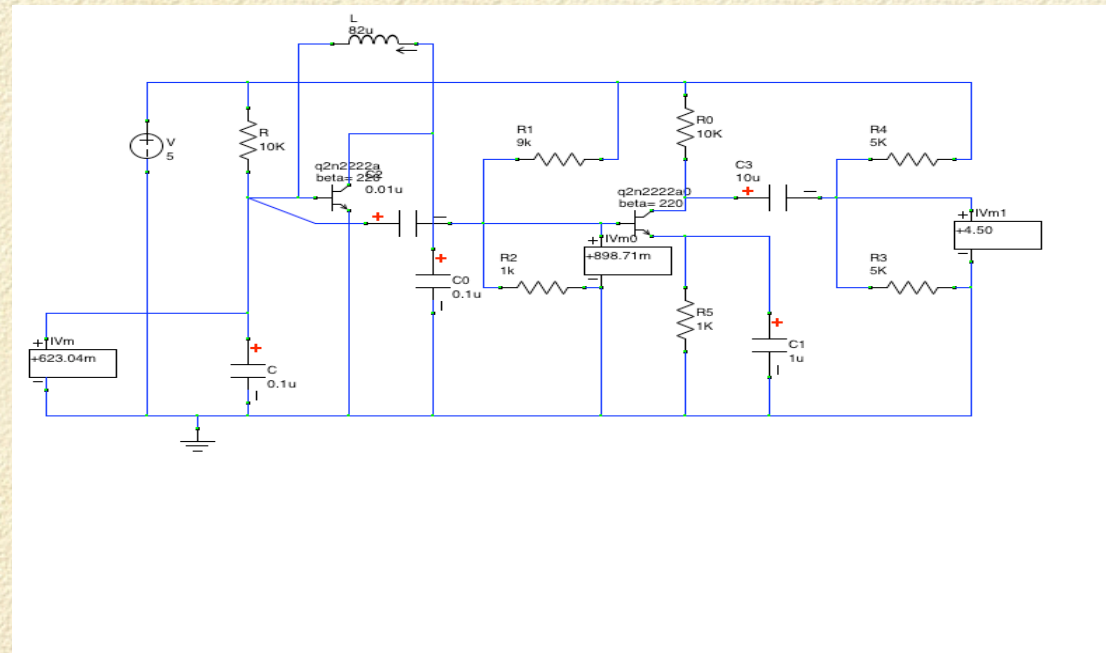 L
82u
V
5
R
10K
q2n2222a
beta= 220
C2
0.01u
R1
9k
R0
10K
q2n2222a0
beta= 220
C3
10u
R4
5K
IVm1
+4.50
IVm0
+898.71m
R2
1k
C0
0.1u
R3
5K
R5
1K
C1
1u
IVm
+623.04m
C
0.1u